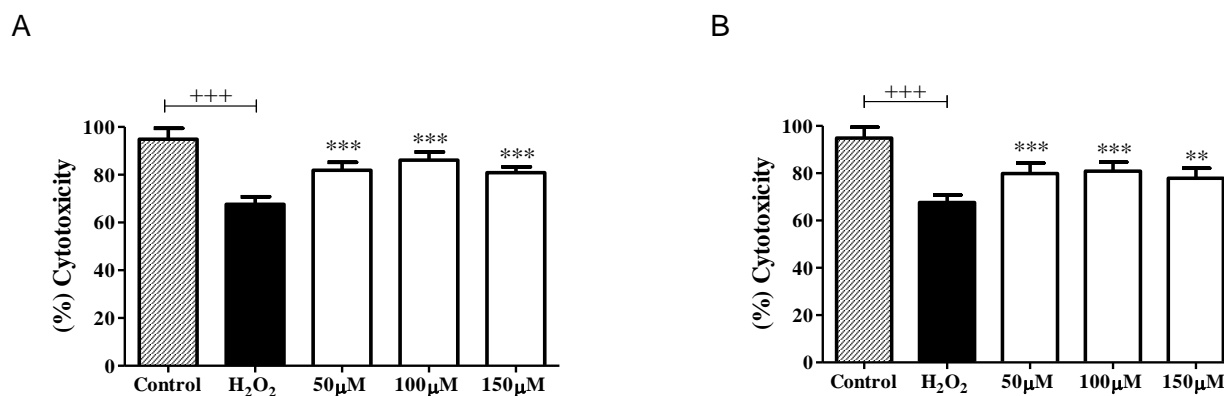 A
+++
*** *** ***
(%) Cytotoxicity
100
80
60
40
20
0
Control H₂O₂ 50μM 100μM 150μM
B
+++
*** *** **
(%) Cytotoxicity
100
80
60
40
20
0
Control H₂O₂ 50μM 100μM 150μM